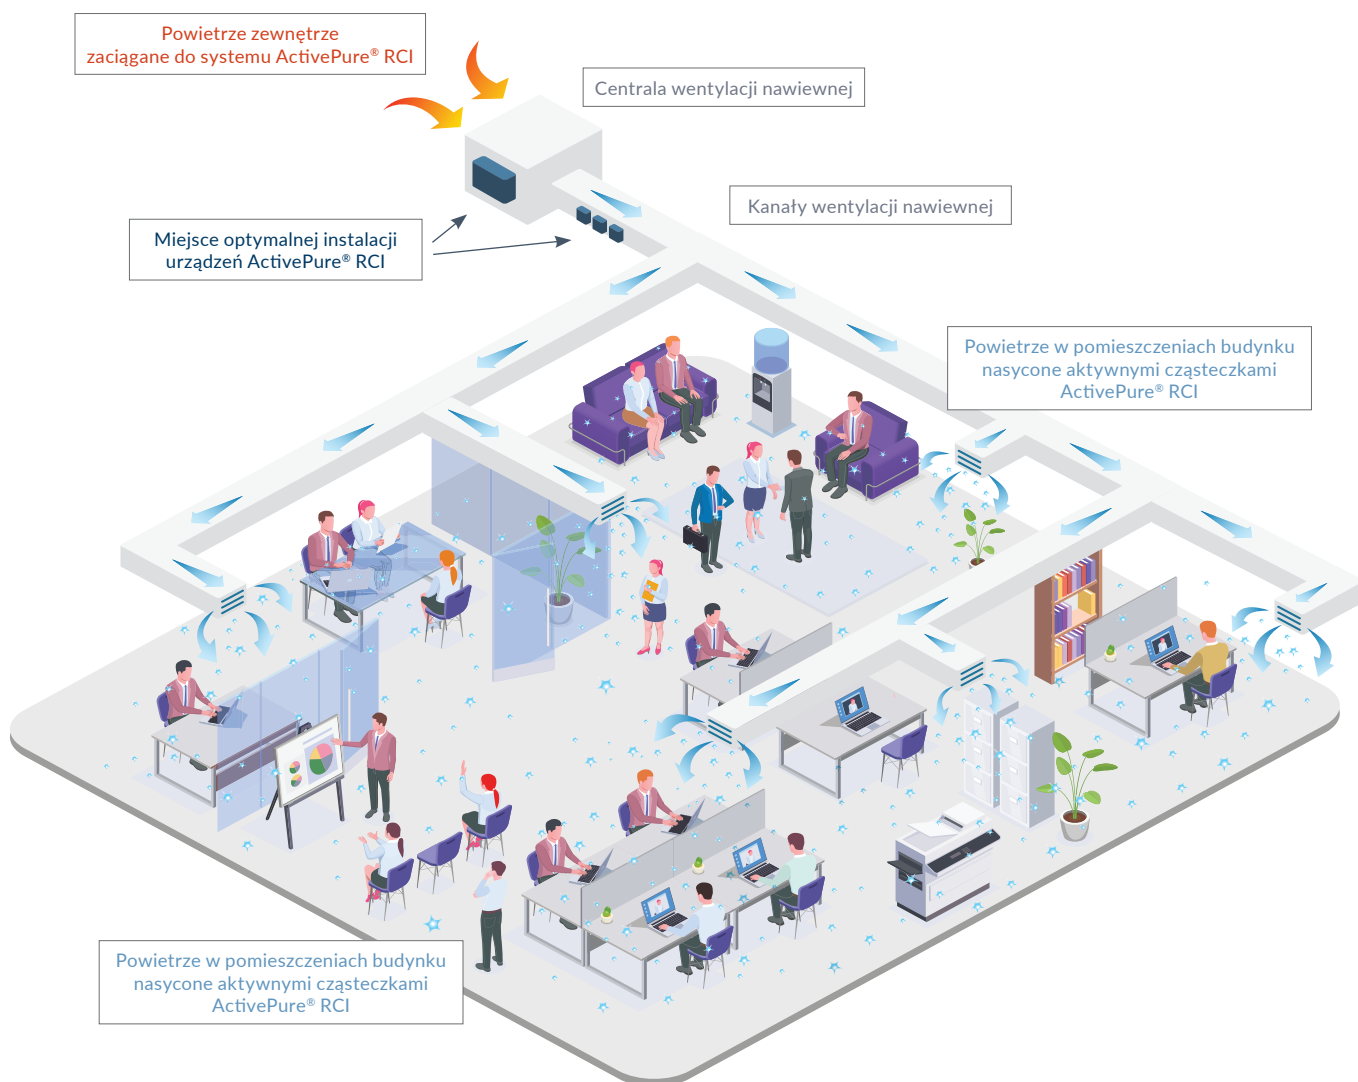 Powietrze zewnętrze
zaciągane do systemu ActivePure® RCI
Centrala wentylacji nawiewnej
Kanały wentylacji nawiewnej
Miejsce optymalnej instalacji
urządzeń ActivePure® RCI
Powietrze w pomieszczeniach budynku
nasycone aktywnymi cząsteczkami
ActivePure® RCI
Powietrze w pomieszczeniach budynku
nasycone aktywnymi cząsteczkami
ActivePure® RCI